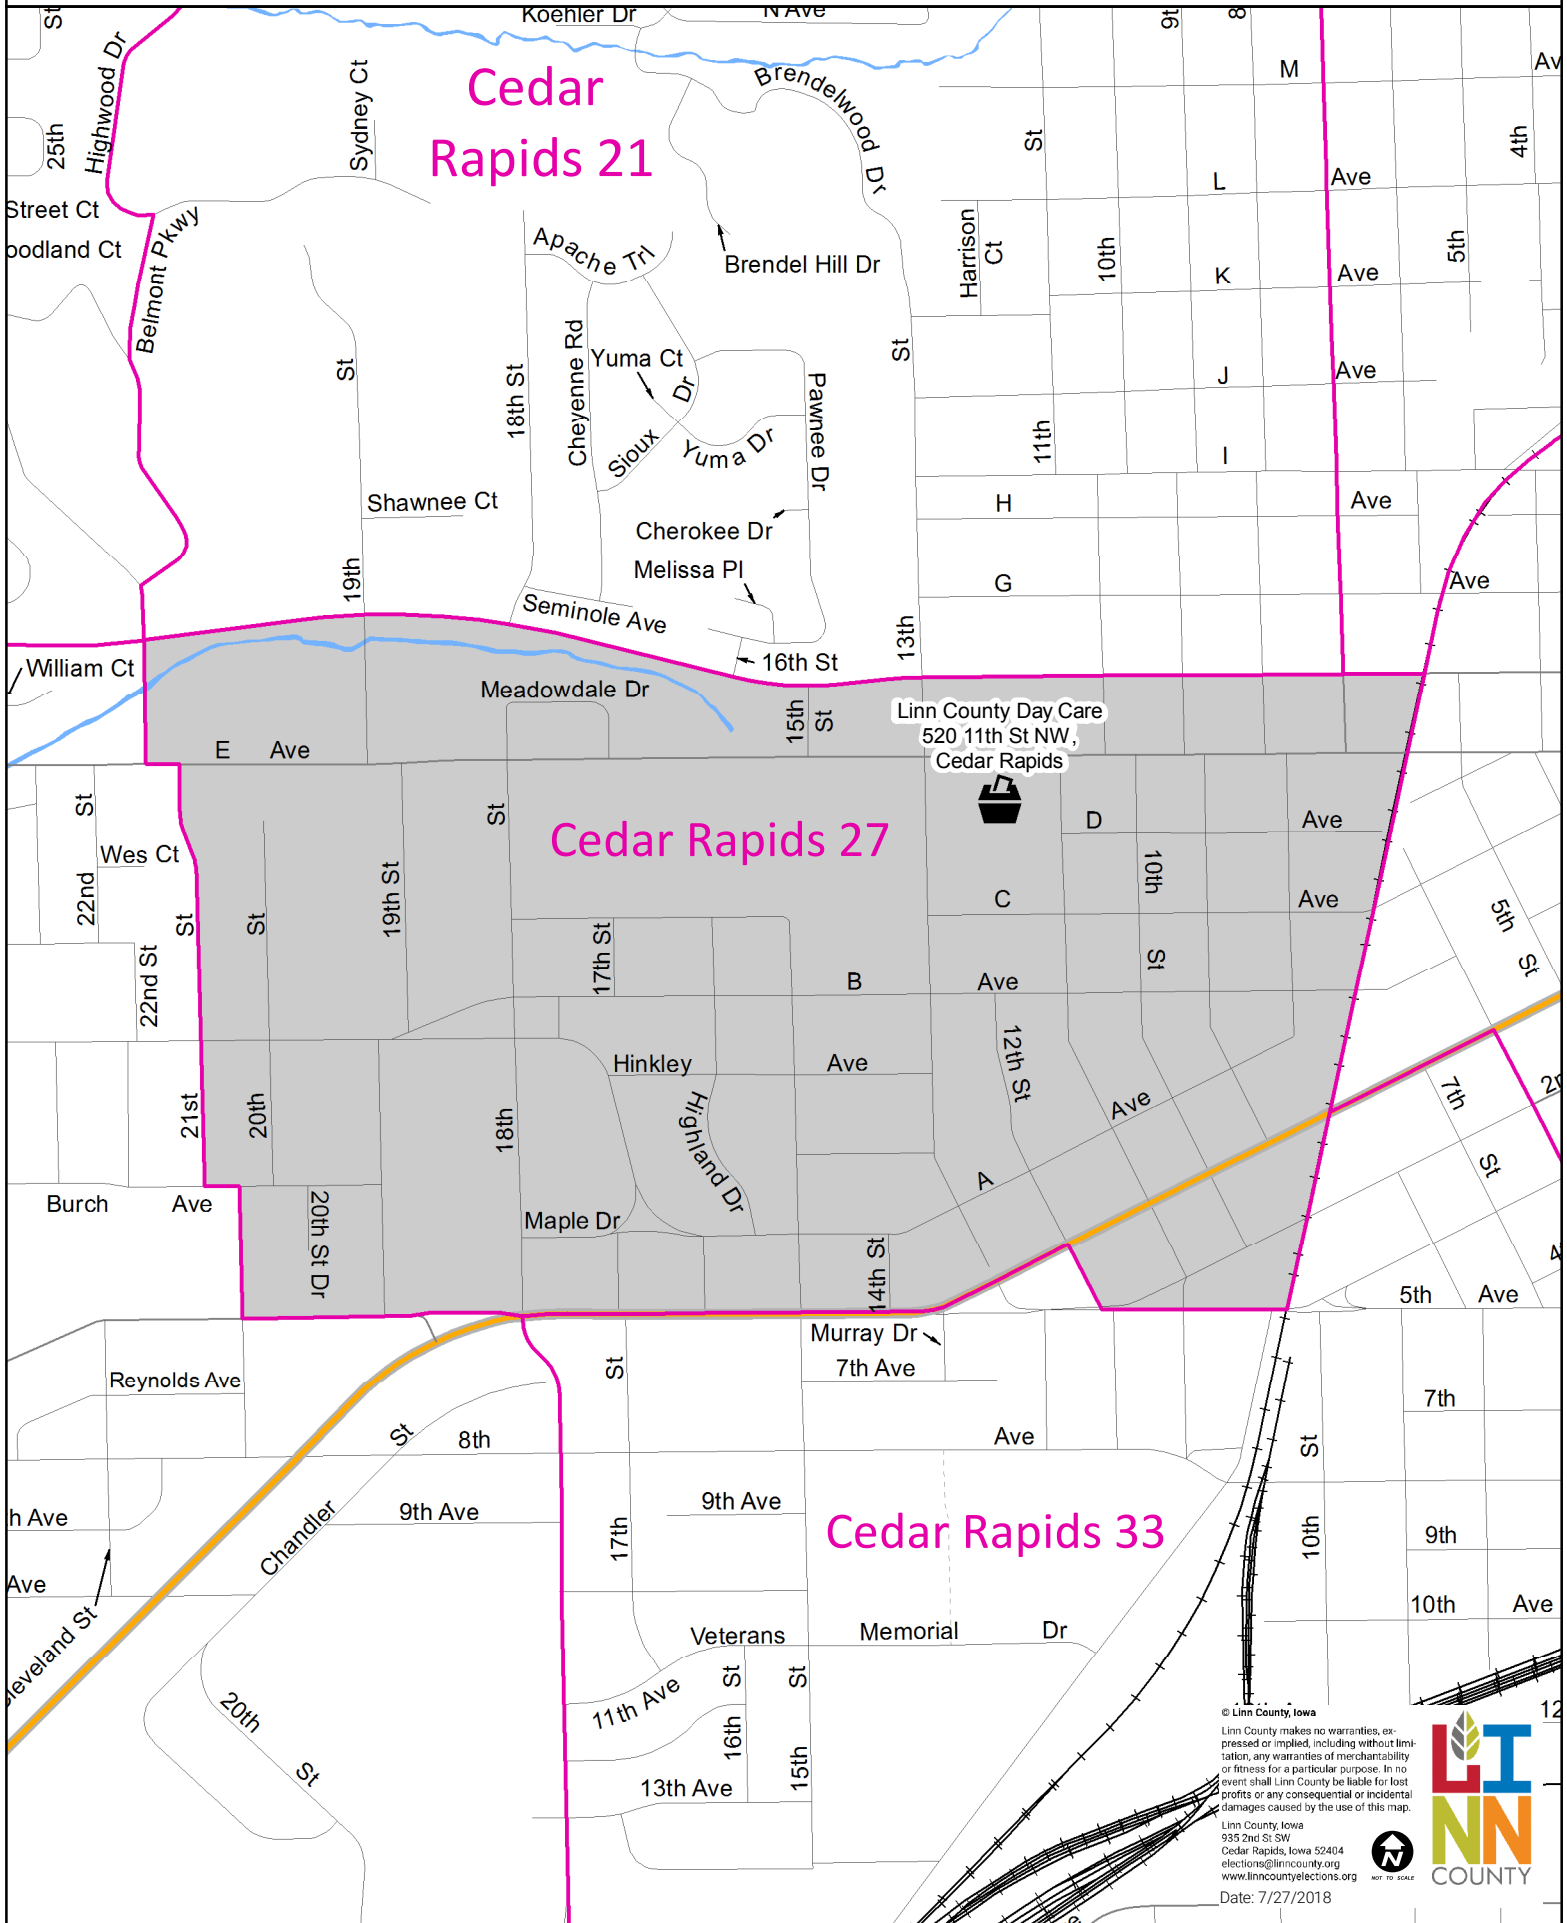 Koehler Dr
N Ave
St
9t
8
Highwood Dr
25th
Sydney Ct
Cedar
Rapids 21
Brendelwood Dr
M
Av
St
4th
L
Ave
Street Ct
oodland Ct
Belmont Pkwy
Apache Trl
Brendel Hill Dr
Harrison
Ct
10th
5th
K
Ave
St
18th St
Cheyenne Rd
Yuma Ct
Dr
Sioux
Yuma Dr
Pawnee Dr
St
J
Ave
11th
I
Shawnee Ct
H
Ave
Cherokee Dr
Melissa Pl
19th
G
Ave
Seminole Ave
13th
16th St
William Ct
Meadowdale Dr
15th
St
Linn County Day Care
520 11th St NW,
Cedar Rapids
E
Ave
St
St
D
Ave
Cedar Rapids 27
Wes Ct
22nd
19th St
10th
C
Ave
St
St
5th
St
22nd St
17th St
B
Ave
St
12th St
Hinkley
Ave
21st
20th
18th
Highland Dr
Ave
7th
2n
A
St
Burch
Ave
20th St Dr
Maple Dr
14th St
4
5th
Ave
Murray Dr
7th Ave
St
Reynolds Ave
7th
St
8th
Ave
St
h Ave
Chandler
9th Ave
9th Ave
17th
Cedar Rapids 33
10th
9th
Ave
10th
Ave
leveland St
Veterans
Memorial
Dr
11th Ave
St
St
20th
St
16th
15th
13th Ave
12
© Linn County, Iowa
Linn County makes no warranties, ex-
pressed or implied, including without limi-
tation, any warranties of merchantability
or fitness for a particular purpose. In no
event shall Linn County be liable for lost
profits or any consequential or incidental
damages caused by the use of this map.
Linn County, Iowa
935 2nd St SW
Cedar Rapids, Iowa 52404
elections@linncounty.org
www.linncountyelections.org
Date: 7/27/2018
N
NOT TO SCALE
LI
NN
COUNTY